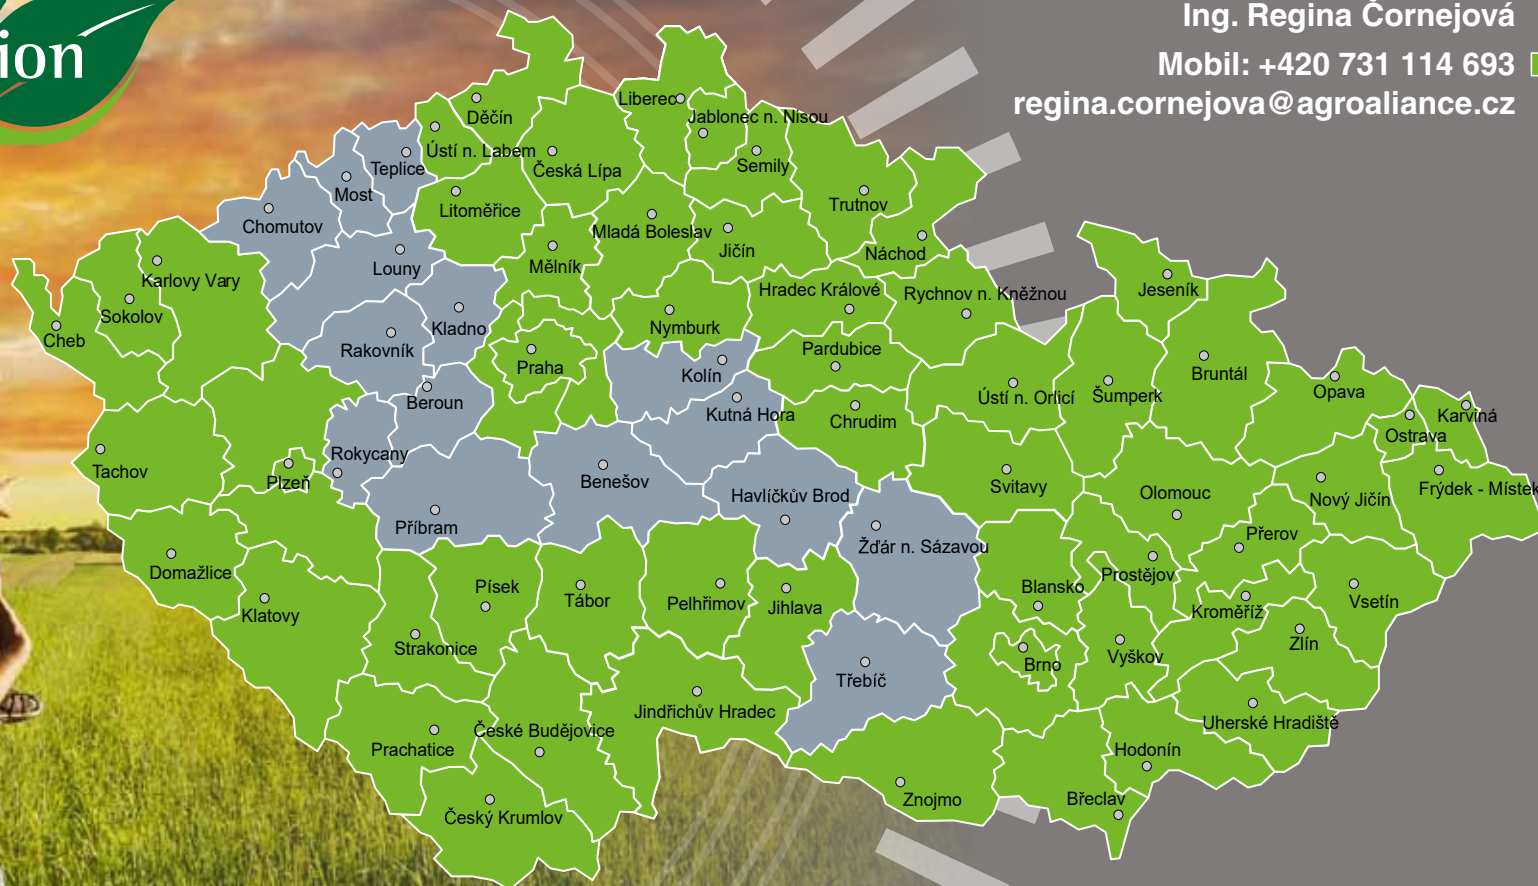 ion
Ing. Regina Čornejová
Mobil: +420 731 114 693
regina.cornejova@agroaliance.cz
Děčín
Liberec
Jablonec n. Nisou
Ústí n. Labem
Česká Lípa
Semily
Teplice
Most
Litoměřice
Trutnov
Chomutov
Mladá Boleslav
Jičín
Náchod
Louny
Mělník
Karlovy Vary
Hradec Králové
Rychnov n. Kněžnou
Jeseník
Sokolov
Cheb
Kladno
Nymburk
Rakovník
Praha
Pardubice
Kolín
Bruntál
Opava
Beroun
Kutná Hora
Chrudim
Ústí n. Orlicí
Šumperk
Karviná
Ostrava
Rokycany
Tachov
Plzeň
Benešov
Havlíčkův Brod
Svitavy
Olomouc
Nový Jičín
Frýdek - Místek
Příbram
Přerov
Žďár n. Sázavou
Domažlice
Prostějov
Písek
Tábor
Pelhřimov
Jihlava
Blansko
Kroměříž
Vsetín
Klatovy
Strakonice
Brno
Vyškov
Zlín
Třebíč
Jindřichův Hradec
Uherské Hradiště
České Budějovice
Prachatice
Hodonín
Znojmo
Břeclav
Český Krumlov